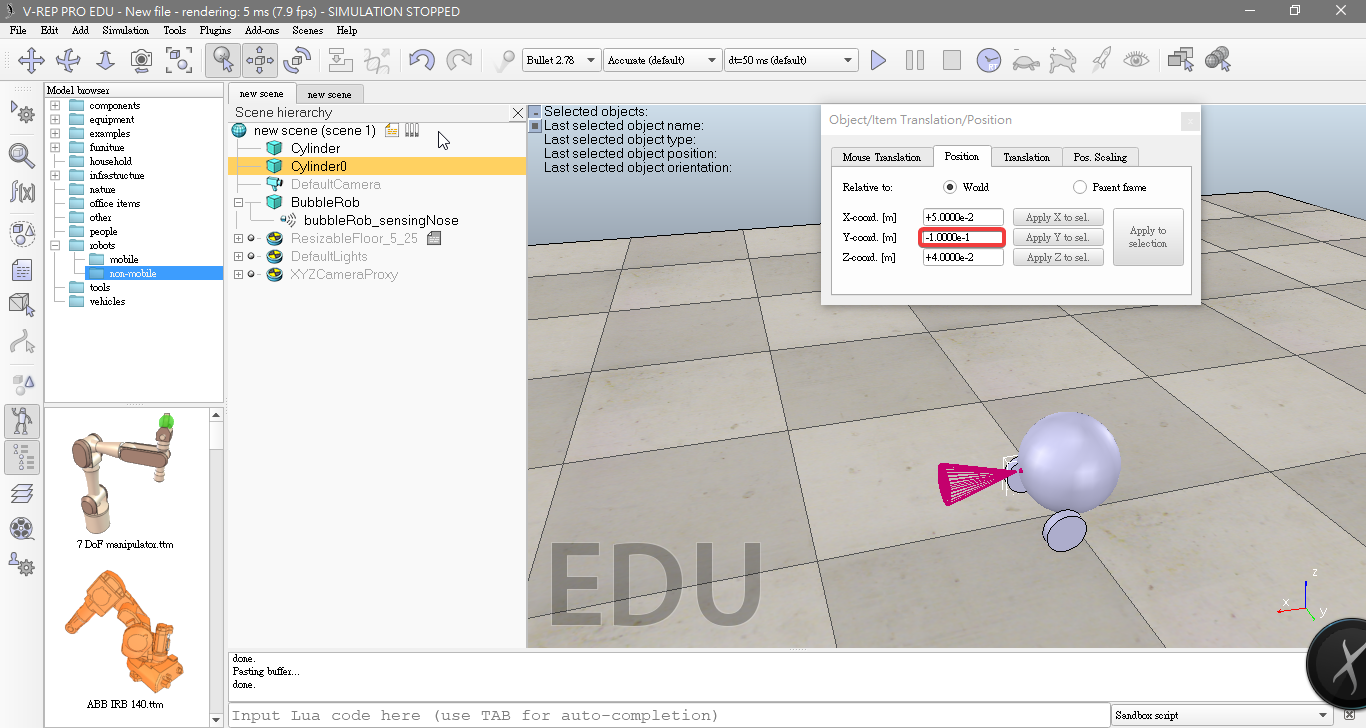 V-REP PRO EDU - New file - rendering: 5 ms (7.9 fps) - SIMULATION STOPPED
File Edit Add Simulation Tools Plugins Add-ons Scenes Help
Bullet 2.78 Accurate (default) dt=50 ms (default)
Model browser
components
equipment
examples
furniture
household
infrastructure
nature
office items
other
people
robots
mobile
non-mobile
tools
vehicles
7 DoF manipulator.ttm
ABB IRB 140.ttm
new scene new scene
Scene hierarchy
new scene (scene 1)
Cylinder
Cylinder0
DefaultCamera
BubbleRob
bubbleRob_sensingNose
ResizableFloor_5_25
DefaultLights
XYZCameraProxy
Selected objects:
Last selected object name:
Last selected object type:
Last selected object position:
Last selected object orientation:
Object/Item Translation/Position
Mouse Translation Position Translation Pos. Scaling
Relative to: World Parent frame
X-coord. [m] +5.0000e-2 Apply X to sel.
Y-coord. [m] -1.0000e-1 Apply Y to sel.
Z-coord. [m] +4.0000e-2 Apply Z to sel.
Apply to
selection
EDU
z
x
y
done.
Pasting buffer...
done.
Input Lua code here (use TAB for auto-completion)
Sandbox script